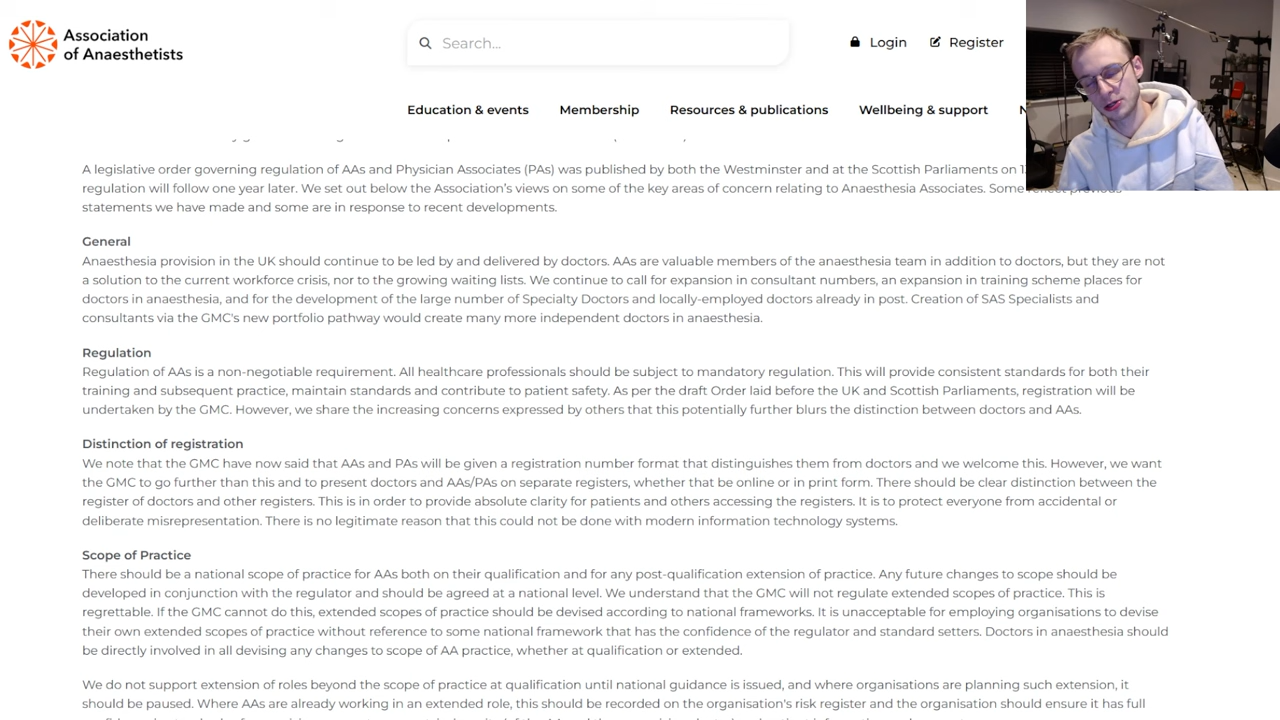 Association
of Anaesthetists
Search...
Login
Register
Education & events
Membership
Resources & publications
Wellbeing & support
A legislative order governing regulation of AAs and Physician Associates (PAs) was published by both the Westminster and at the Scottish Parliaments on
regulation will follow one year later. We set out below the Association's views on some of the key areas of concern relating to Anaesthesia Associates. Some reflect previous
statements we have made and some are in response to recent developments.
General
Anaesthesia provision in the UK should continue to be led by and delivered by doctors. AAs are valuable members of the anaesthesia team in addition to doctors, but they are not
a solution to the current workforce crisis, nor to the growing waiting lists. We continue to call for expansion in consultant numbers, an expansion in training scheme places for
doctors in anaesthesia, and for the development of the large number of Specialty Doctors and locally-employed doctors already in post. Creation of SAS Specialists and
consultants via the GMC's new portfolio pathway would create many more independent doctors in anaesthesia.
Regulation
Regulation of AAs is a non-negotiable requirement. All healthcare professionals should be subject to mandatory regulation. This will provide consistent standards for both their
training and subsequent practice, maintain standards and contribute to patient safety. As per the draft Order laid before the UK and Scottish Parliaments, registration will be
undertaken by the GMC. However, we share the increasing concerns expressed by others that this potentially further blurs the distinction between doctors and AAs.
Distinction of registration
We note that the GMC have now said that AAs and PAs will be given a registration number format that distinguishes them from doctors and we welcome this. However, we want
the GMC to go further than this and to present doctors and AAs/PAs on separate registers, whether that be online or in print form. There should be clear distinction between the
register of doctors and other registers. This is in order to provide absolute clarity for patients and others accessing the registers. It is to protect everyone from accidental or
deliberate misrepresentation. There is no legitimate reason that this could not be done with modern information technology systems.
Scope of Practice
There should be a national scope of practice for AAs both on their qualification and for any post-qualification extension of practice. Any future changes to scope should be
developed in conjunction with the regulator and should be agreed at a national level. We understand that the GMC will not regulate extended scopes of practice. This is
regrettable. If the GMC cannot do this, extended scopes of practice should be devised according to national frameworks. It is unacceptable for employing organisations to devise
their own extended scopes of practice without reference to some national framework that has the confidence of the regulator and standard setters. Doctors in anaesthesia should
be directly involved in all devising any changes to scope of AA practice, whether at qualification or extended.
We do not support extension of roles beyond the scope of practice at qualification until national guidance is issued, and where organisations are planning such extension, it
should be paused. Where AAs are already working in an extended role, this should be recorded on the organisation's risk register and the organisation should ensure it has full